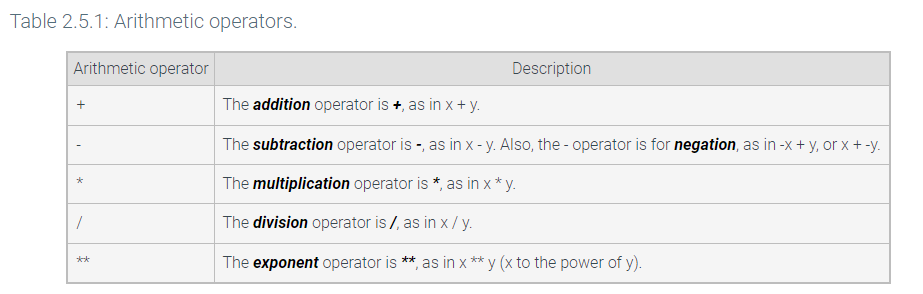 Table 2.5.1: Arithmetic operators.
Arithmetic operator Description
+ The addition operator is +, as in x + y.
- The subtraction operator is -, as in x - y. Also, the - operator is for negation, as in -x + y, or x + -y.
* The multiplication operator is *, as in x * y.
/ The division operator is /, as in x / y.
** The exponent operator is **, as in x ** y (x to the power of y).